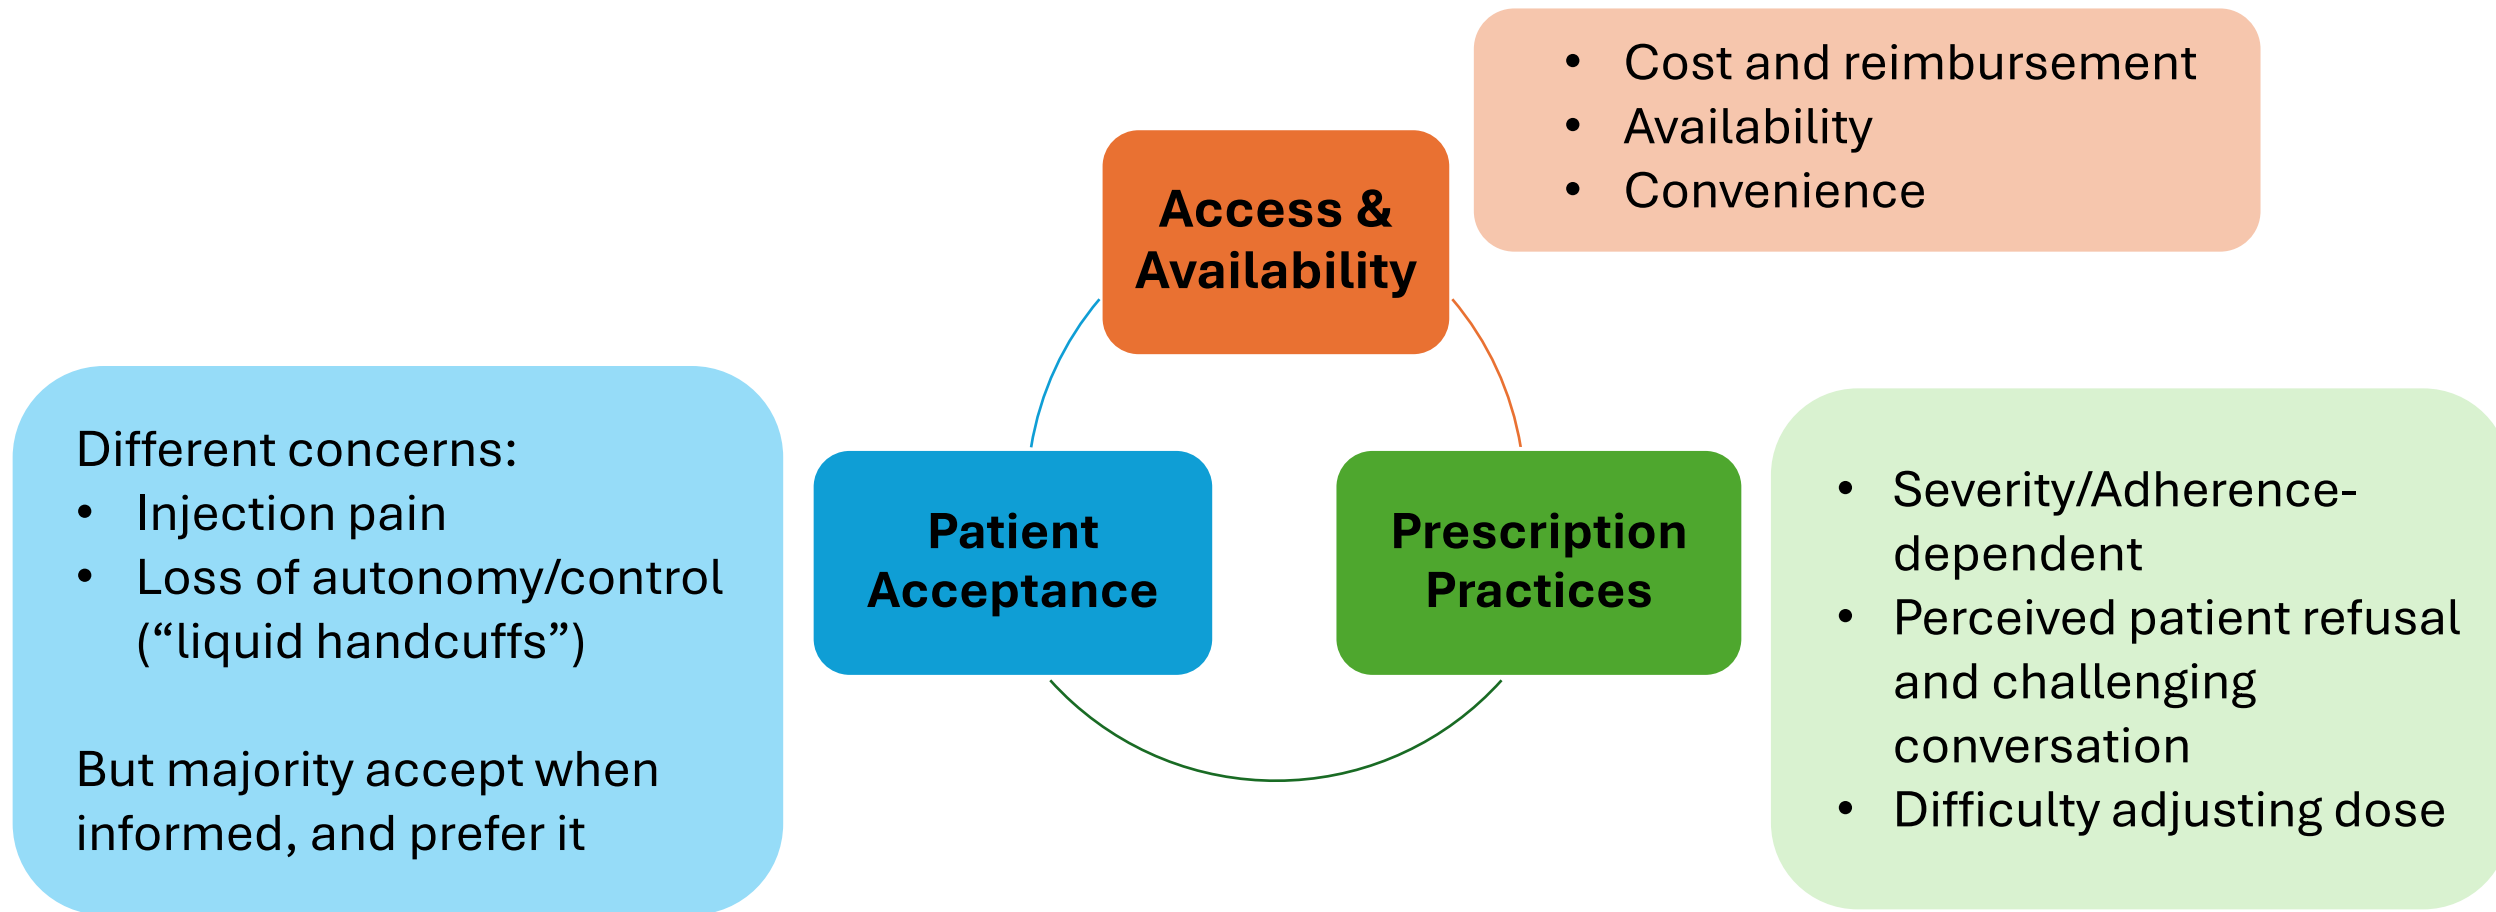 • Cost and reimbursement
• Availability
• Convenience
Access &
Availability
Different concerns:
• Injection pain
• Loss of autonomy/control
(“liquid handcuffs”)
But majority accept when
informed, and prefer it
Patient
Acceptance
Prescription
Practices
• Severity/Adherence-
dependent
• Perceived patient refusal
and challenging
conversation
• Difficulty adjusting dose